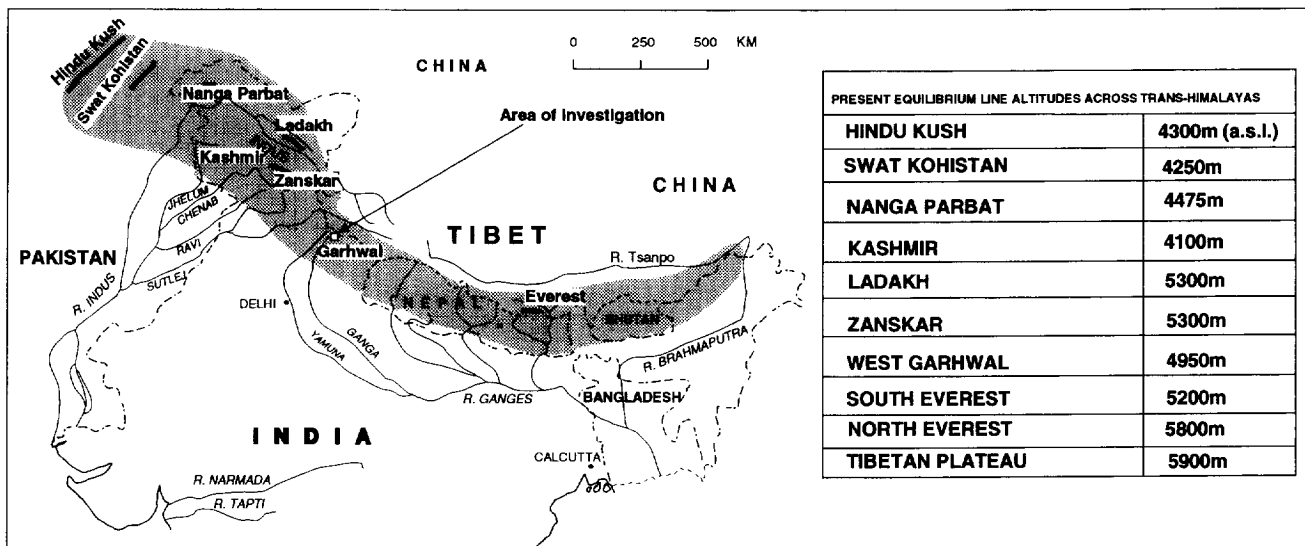 Hindu Kush
Swat Kohistan
0 250 500 KM
CHINA
Nanga Parbat
Area of Investigation
Ladakh
INDUS
Kashmir
Zanskar
CHINA
JHELUM
CHENAB
RAVI
SUTLEJ
PAKISTAN
R. INDUS
Garhwal
TIBET
R. Tsanpo
DELHI
NEPAL
Everest
BHUTAN
YAMUNA
GANGA
R. BRAHMAPUTRA
R. GANGES
BANGLADESH
INDIA
CALCUTTA
R. NARMADA
R. TAPTI
PRESENT EQUILIBRIUM LINE ALTITUDES ACROSS TRANS-HIMALAYAS
HINDU KUSH 4300m (a.s.l.)
SWAT KOHISTAN 4250m
NANGA PARBAT 4475m
KASHMIR 4100m
LADAKH 5300m
ZANSKAR 5300m
WEST GARHWAL 4950m
SOUTH EVEREST 5200m
NORTH EVEREST 5800m
TIBETAN PLATEAU 5900m